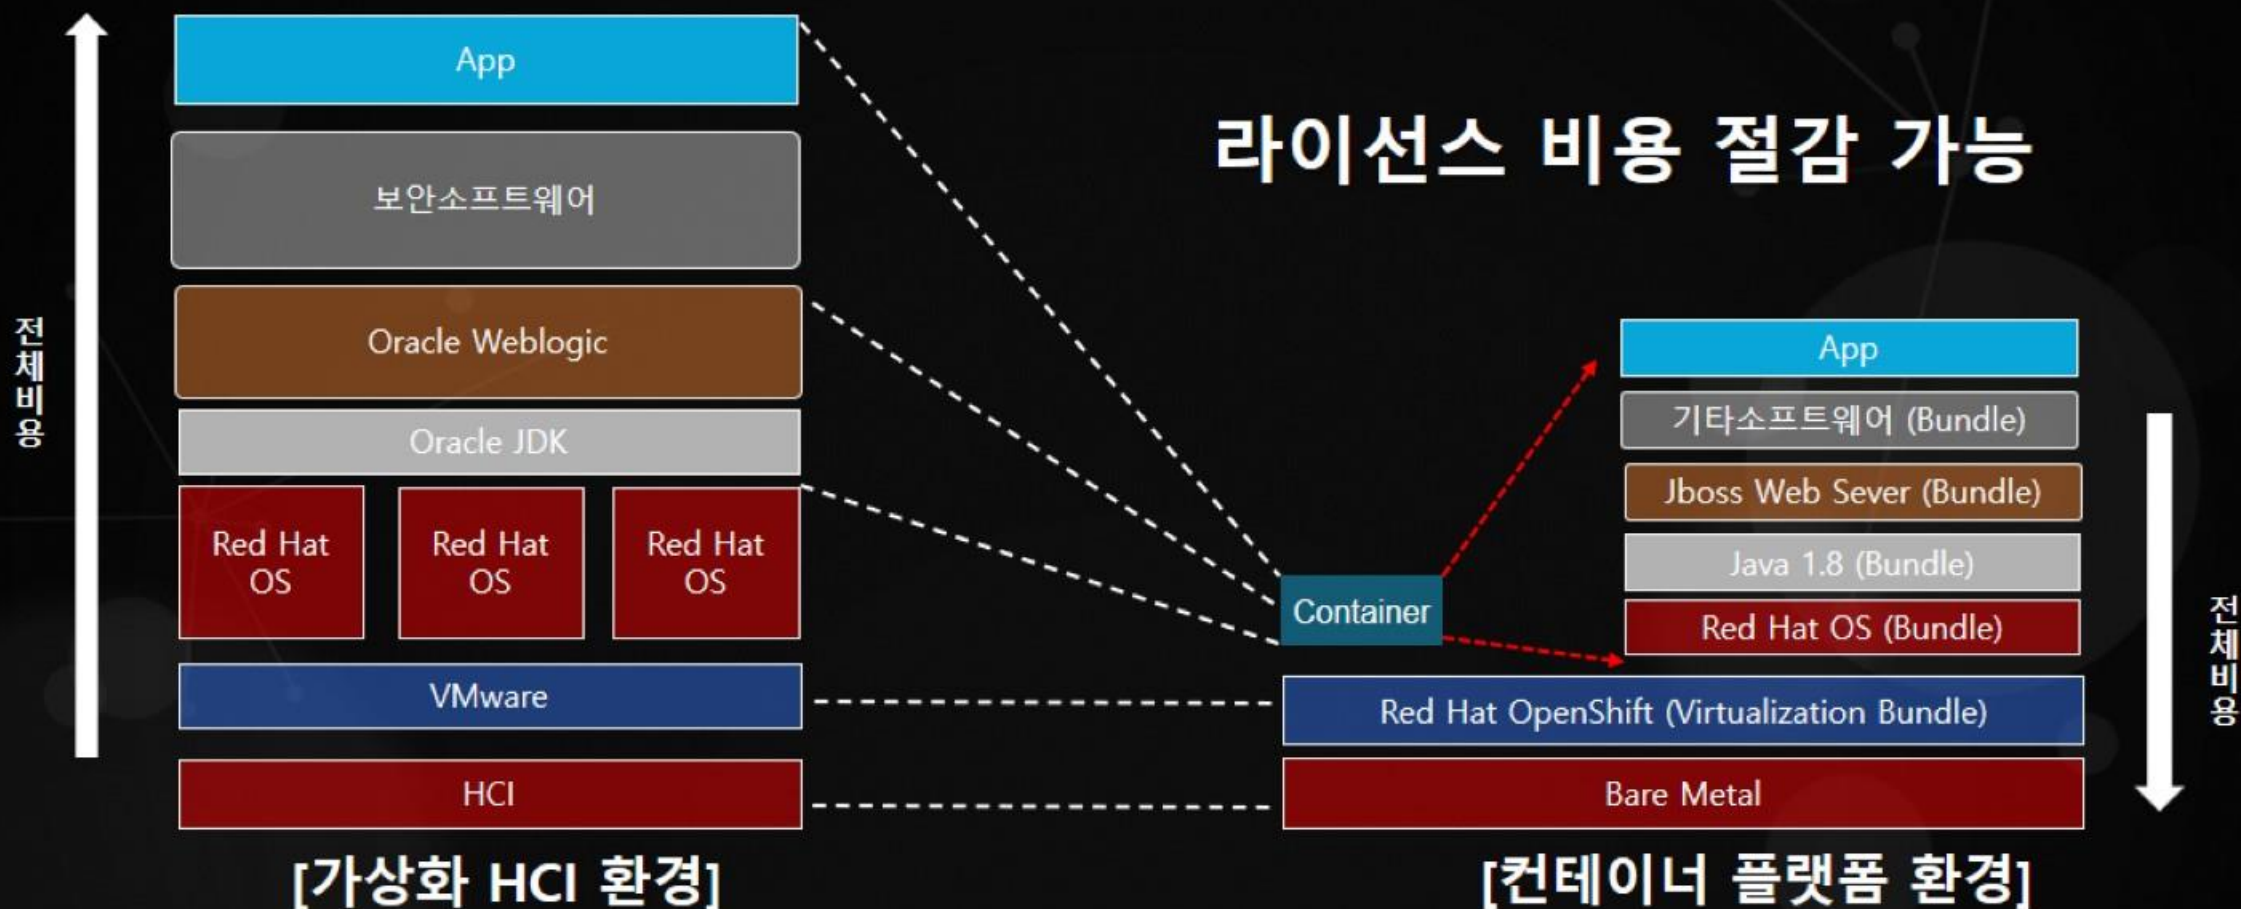 라이선스 비용 절감 가능
전체비용
App
보안소프트웨어
Oracle Weblogic
Oracle JDK
Red Hat
OS
Red Hat
OS
Red Hat
OS
VMware
HCI
[가상화 HCI 환경]
Container
App
기타소프트웨어 (Bundle)
Jboss Web Sever (Bundle)
Java 1.8 (Bundle)
Red Hat OS (Bundle)
Red Hat OpenShift (Virtualization Bundle)
Bare Metal
전체비용
[컨테이너 플랫폼 환경]